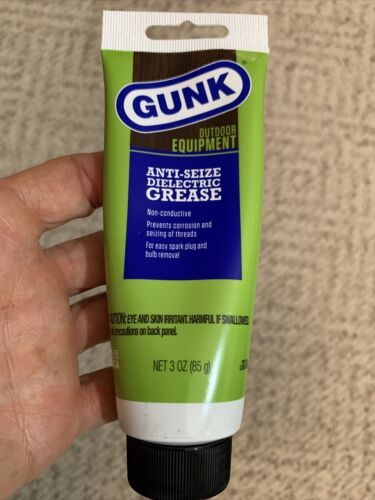 GUNK
OUTDOOR
EQUIPMENT
ANTI-SEIZE
DIELECTRIC
GREASE
Non-conductive
Prevents corrosion and
seizing of threads
For easy spark plug and
bulb removal
UTION: EYE AND SKIN IRRITANT. HARMFUL IF SWALLOWED.
precautions on back panel.
NET 3 OZ (85 g)